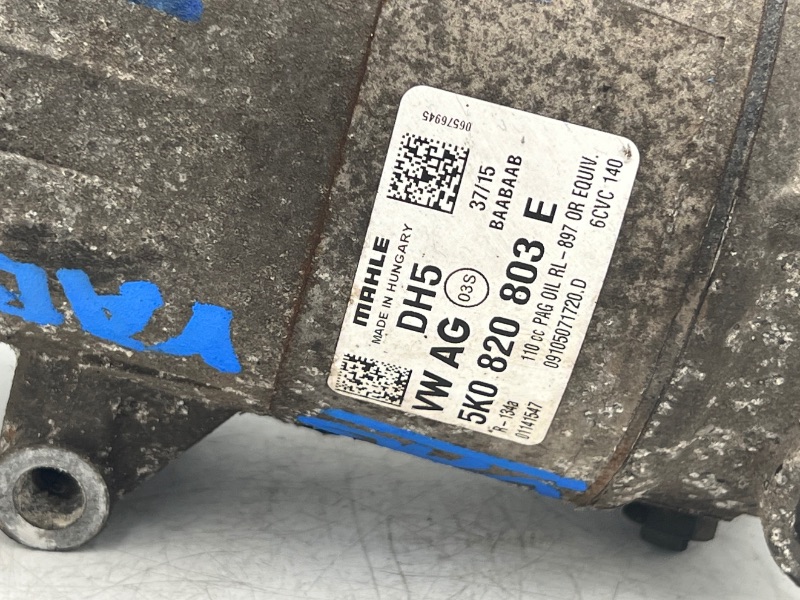 06576945
37/15
BAABAAB
MAHLE
MADE IN HUNGARY
DH5
03S
VW AG
5K0 820 803 E
R-134a
110 cc PAG OIL RL-897 OR EQUIV.
01141547
09105071720.D
6CVC 140